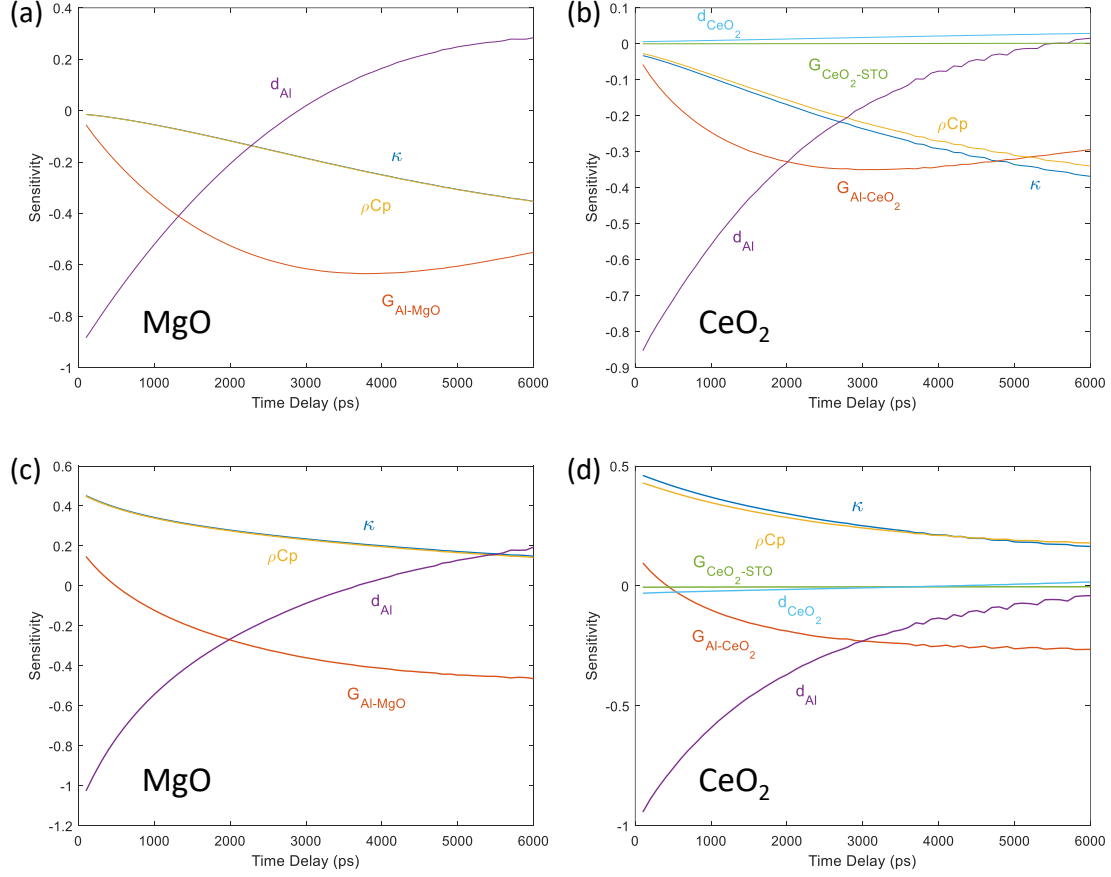 (a)
0.4
0.2
0
-0.2
-0.4
-0.6
-0.8
-1
Sensitivity
d_Al
κ
ρCp
G_Al-MgO
MgO
0 1000 2000 3000 4000 5000 6000
Time Delay (ps)
(b)
0.1
0
-0.1
-0.2
-0.3
-0.4
-0.5
-0.6
-0.7
-0.8
-0.9
Sensitivity
d_CeO₂
G_CeO₂-STO
ρCp
κ
G_Al-CeO₂
d_Al
CeO₂
0 1000 2000 3000 4000 5000 6000
Time Delay (ps)
(c)
0.6
0.4
0.2
0
-0.2
-0.4
-0.6
-0.8
-1
-1.2
Sensitivity
κ
ρCp
d_Al
G_Al-MgO
MgO
0 1000 2000 3000 4000 5000 6000
Time Delay (ps)
(d)
0.5
0
-0.5
-1
Sensitivity
κ
ρCp
G_CeO₂-STO
d_CeO₂
G_Al-CeO₂
d_Al
CeO₂
0 1000 2000 3000 4000 5000 6000
Time Delay (ps)